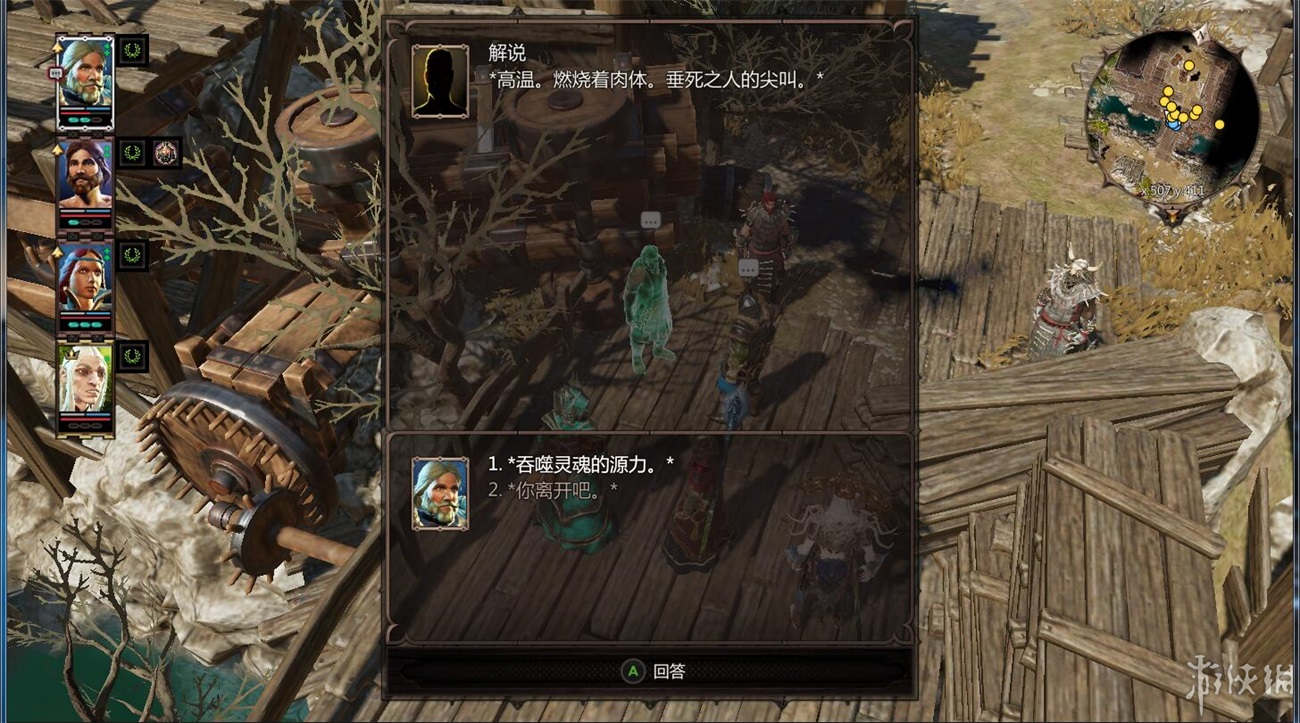 解说
*高温。燃烧着肉体。垂死之人的尖叫。*
x:507 y:411
1. *吞噬灵魂的源力。*
2. *你离开吧。*
A 回答
游侠網